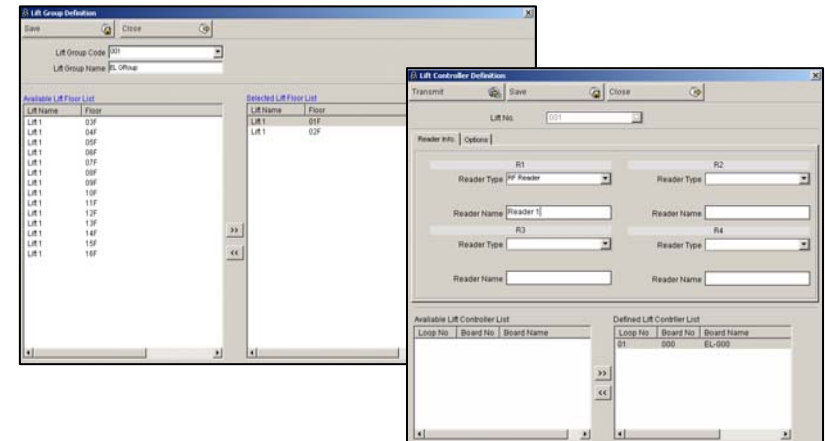 Lift Group Definition
Save Close
Lift Group Code 001
Lift Group Name EL GRoup
Available Lift Floor List
Lift Name Floor
Lift 1 03F
Lift 1 04F
Lift 1 05F
Lift 1 06F
Lift 1 07F
Lift 1 08F
Lift 1 09F
Lift 1 10F
Lift 1 11F
Lift 1 12F
Lift 1 13F
Lift 1 14F
Lift 1 15F
Lift 1 16F
>>
<<
Selected Lift Floor List
Lift Name Floor
Lift 1 01F
Lift 1 02F
Lift Controller Definition
Transmit Save Close
Lift No. 001
Reader Info. Options
R1 R2
Reader Type RF Reader Reader Type
Reader Name Reader 1 Reader Name
R3 R4
Reader Type Reader Type
Reader Name Reader Name
Available Lift Controller List
Loop No Board No Board Name
>>
<<
Defined Lift Contrller List
Loop No Board No Board Name
01 000 EL-000